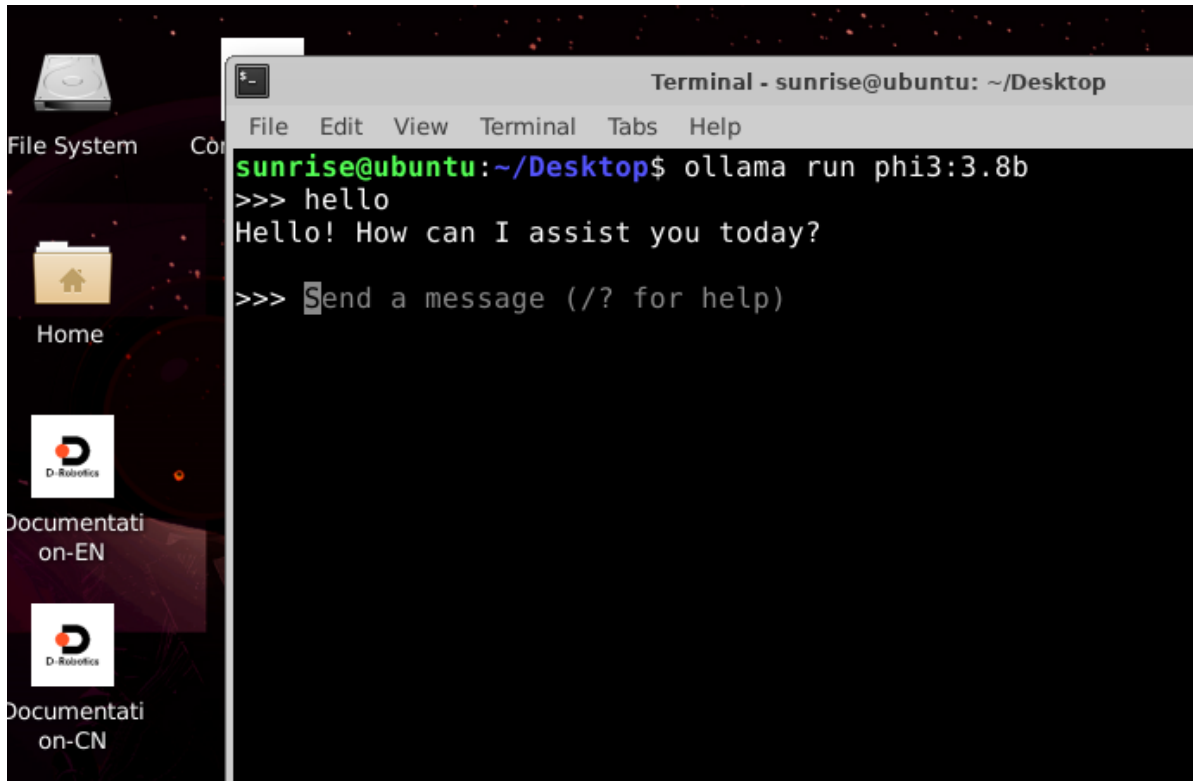 Terminal - sunrise@ubuntu: ~/Desktop
File Edit View Terminal Tabs Help
sunrise@ubuntu:~/Desktop$ ollama run phi3:3.8b
>>> hello
Hello! How can I assist you today?
>>> Send a message (/? for help)
File System
Home
D-Robotics
Documentati
on-EN
D-Robotics
Documentati
on-CN